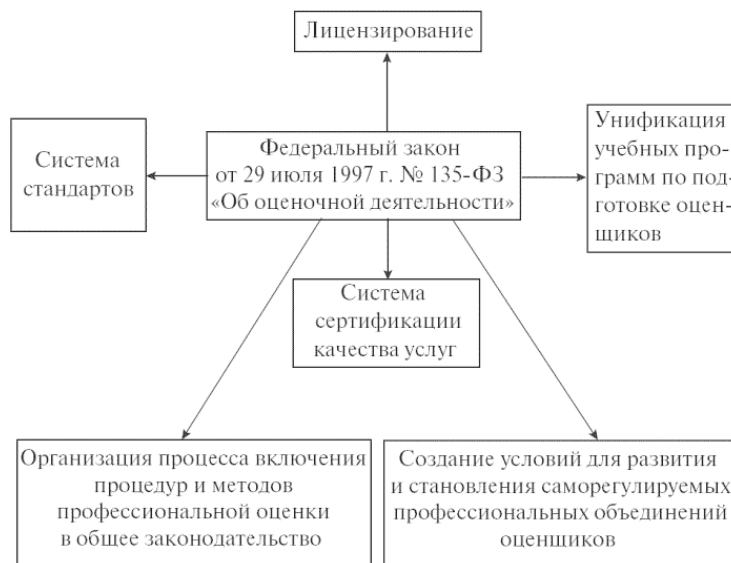 Лицензирование
Система
стандартов
Федеральный закон
от 29 июля 1997 г. № 135-ФЗ
«Об оценочной деятельности»
Унификация
учебных про-
грамм по под-
готовке оцен-
щиков
Система
сертификации
качества услуг
Организация процесса включения
процедур и методов
профессиональной оценки
в общее законодательство
Создание условий для развития
и становления саморегулируемых
профессиональных объединений
оценщиков